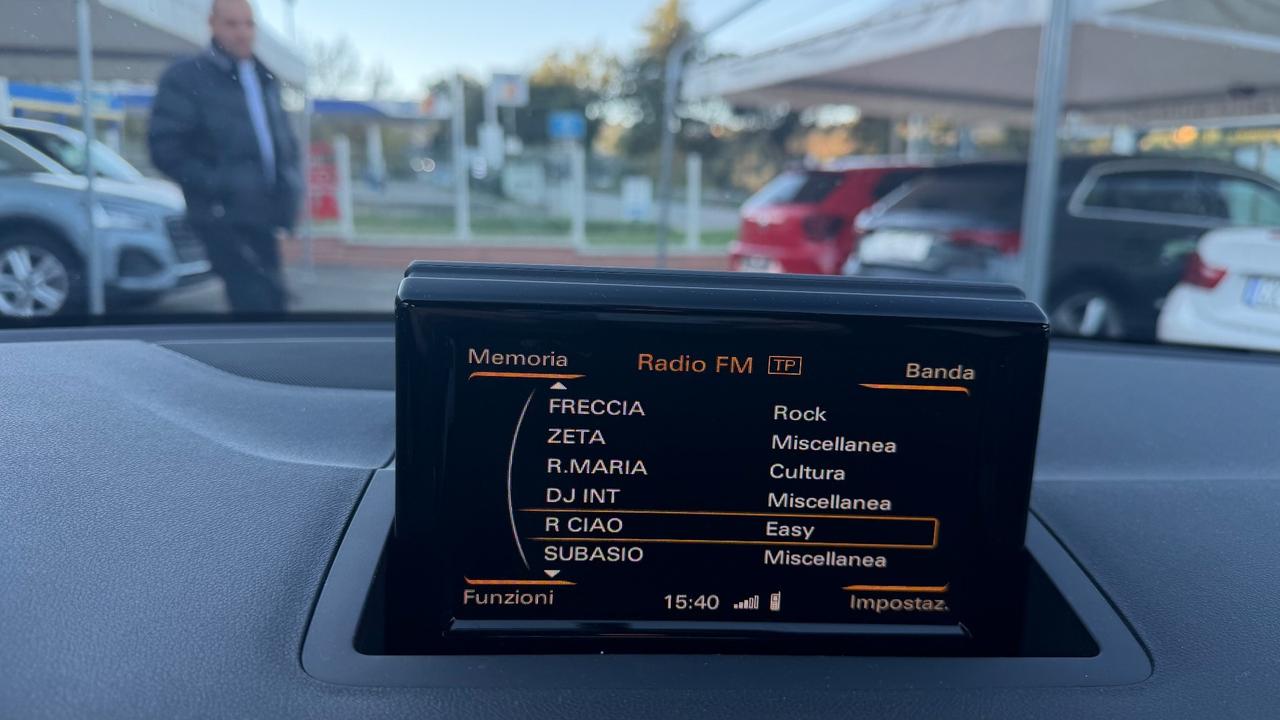 Memoria Radio FM TP Banda
FRECCIA Rock
ZETA Miscellanea
R.MARIA Cultura
DJ INT Miscellanea
R CIAO Easy
SUBASIO Miscellanea
Funzioni 15:40 Impostaz.